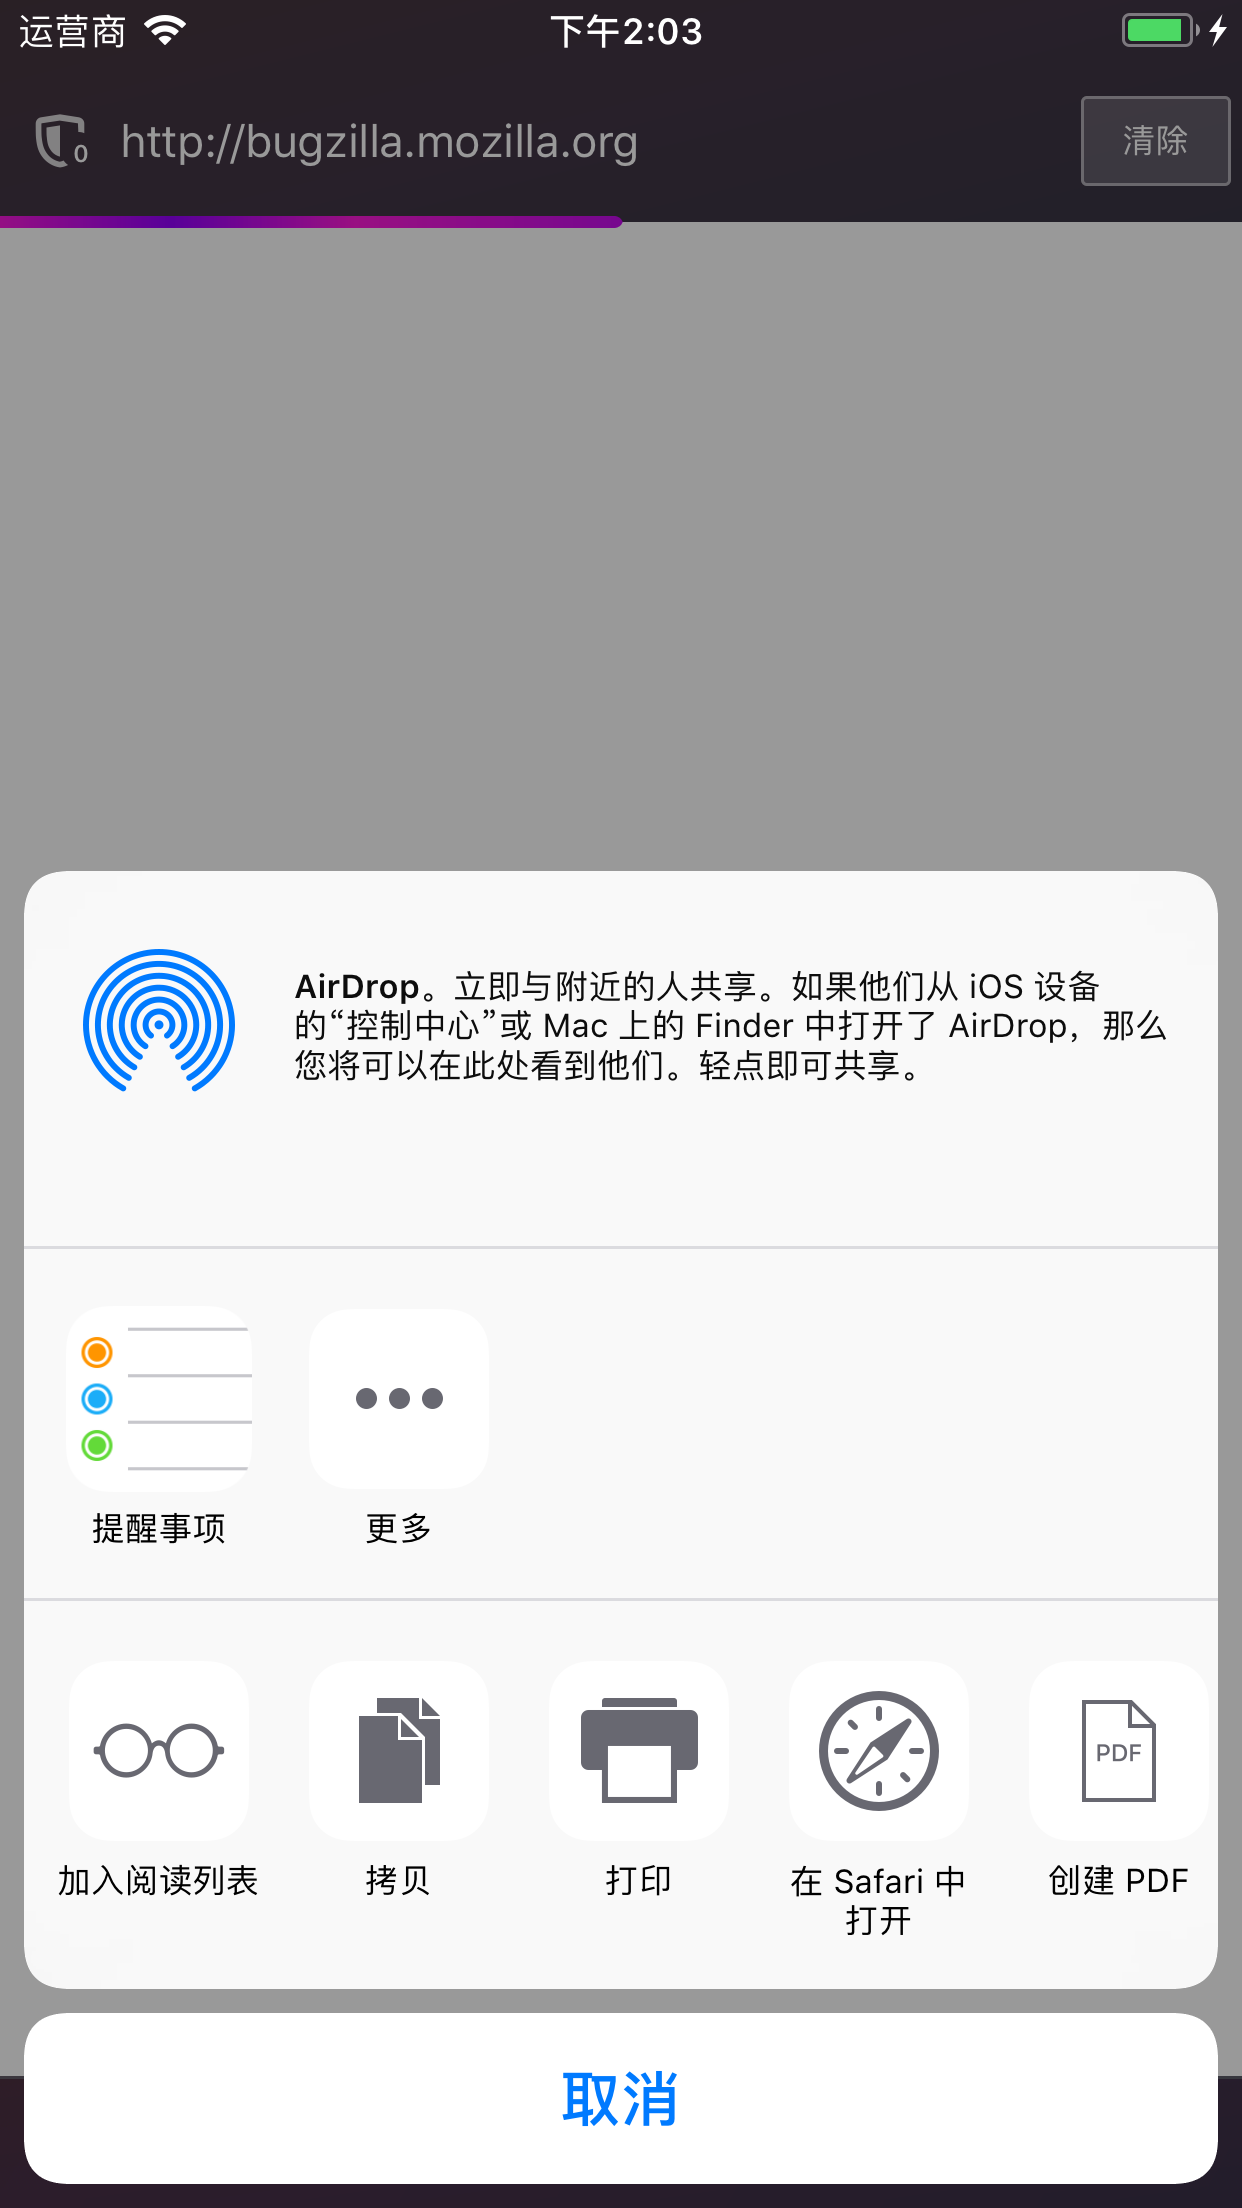 运营商
下午2:03
0
http://bugzilla.mozilla.org
清除
AirDrop。立即与附近的人共享。如果他们从 iOS 设备
的“控制中心”或 Mac 上的 Finder 中打开了 AirDrop，那么
您将可以在此处看到他们。轻点即可共享。
提醒事项
更多
PDF
加入阅读列表
拷贝
打印
在 Safari 中
打开
创建 PDF
取消